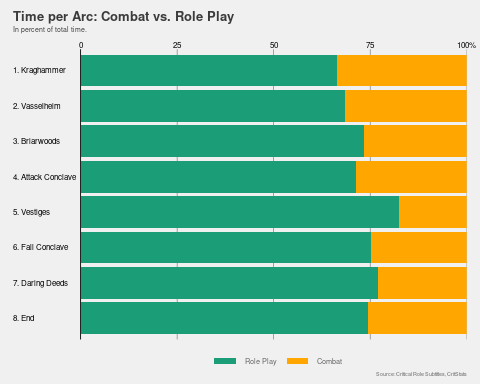 Time per Arc: Combat vs. Role Play
In percent of total time.
0 25 50 75 100%
1. Kraghammer
2. Vasselheim
3. Briarwoods
4. Attack Conclave
5. Vestiges
6. Fall Conclave
7. Daring Deeds
8. End
Role Play Combat
Source: Critical Role Subtitles, CritStats